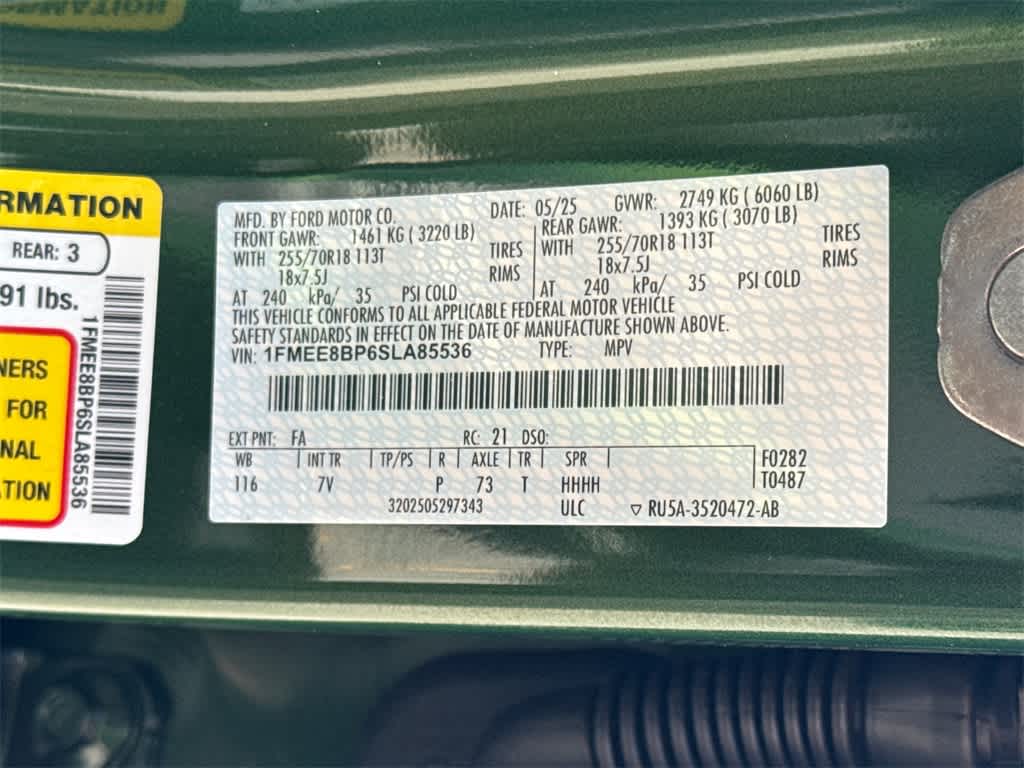 RMATION
REAR: 3
91 lbs.
NERS
FOR
NAL
TION
1FMEE8BP6SLA85536
MFD. BY FORD MOTOR CO. DATE: 05/25 GVWR: 2749 KG ( 6060 LB)
FRONT GAWR: 1461 KG ( 3220 LB) REAR GAWR: 1393 KG ( 3070 LB)
WITH 255/70R18 113T TIRES WITH 255/70R18 113T TIRES
18x7.5J RIMS 18x7.5J RIMS
AT 240 kPa/ 35 PSI COLD AT 240 kPa/ 35 PSI COLD
THIS VEHICLE CONFORMS TO ALL APPLICABLE FEDERAL MOTOR VEHICLE
SAFETY STANDARDS IN EFFECT ON THE DATE OF MANUFACTURE SHOWN ABOVE.
VIN: 1FMEE8BP6SLA85536 TYPE: MPV
EXT PNT: FA RC: 21 DSO:
WB INT TR TP/PS R AXLE TR SPR F0282
116 7V P 73 T HHHH T0487
3202505297343 ULC ▽ RU5A-3520472-AB